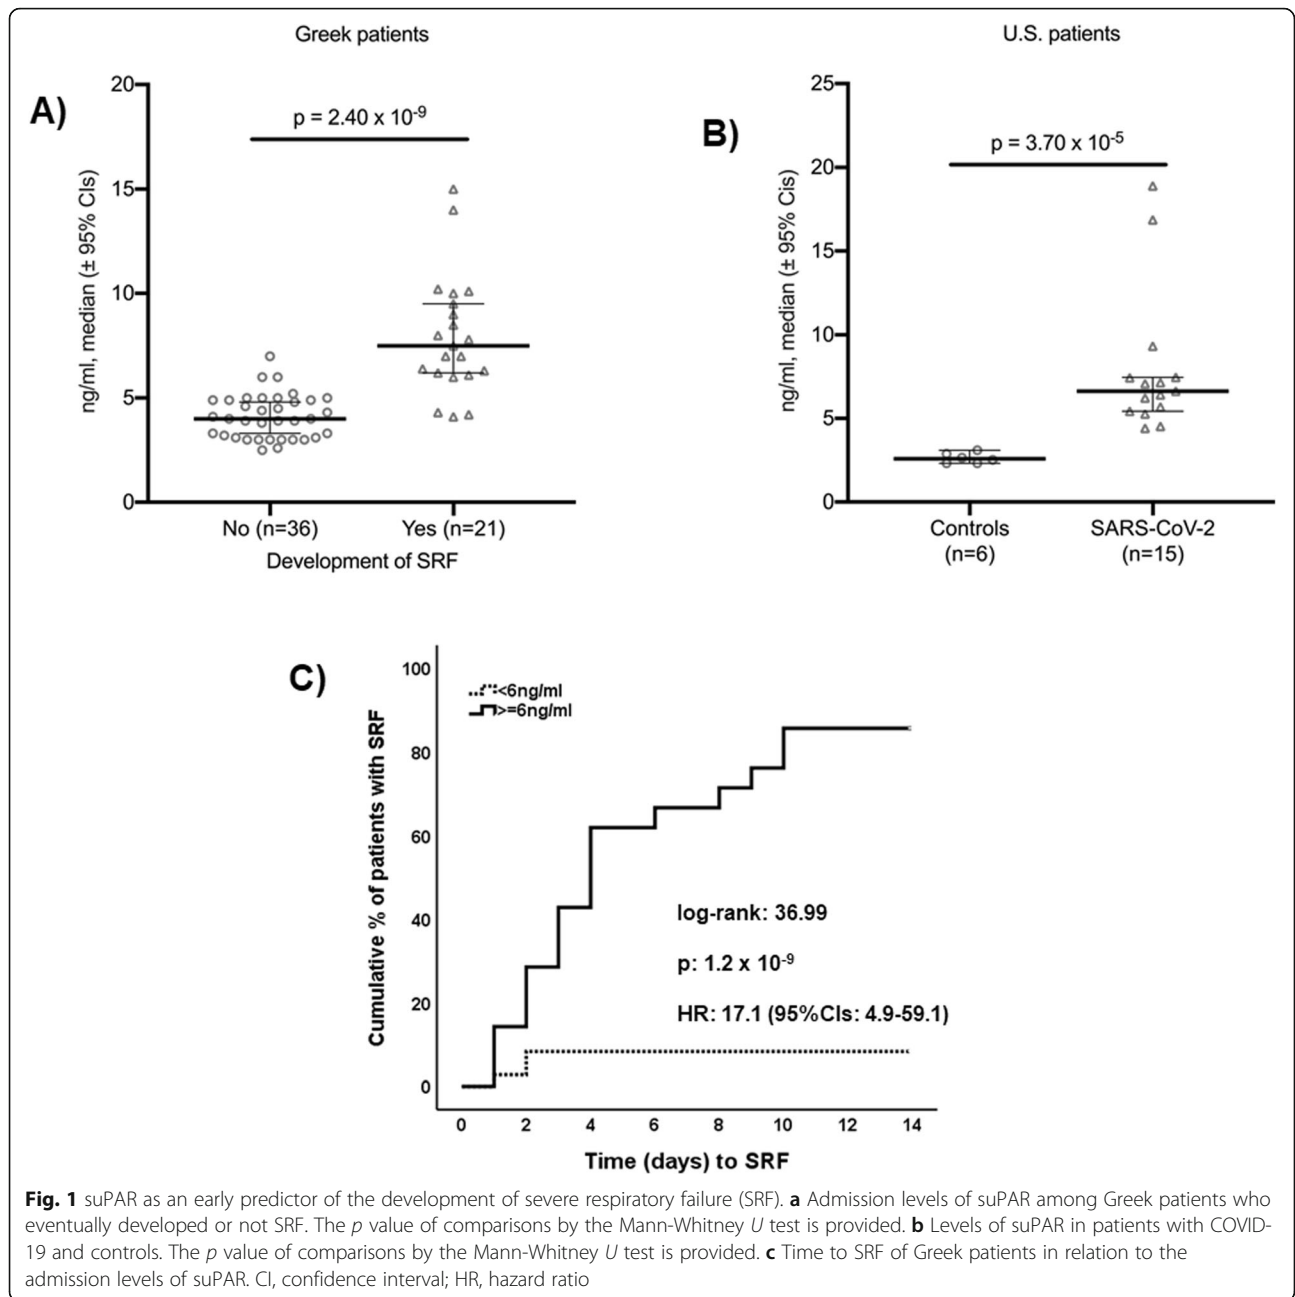 Greek patients
A)
20
15
10
5
0
ng/ml, median (± 95% CIs)
p = 2.40 x 10-9
No (n=36)
Yes (n=21)
Development of SRF
U.S. patients
B)
25
20
15
10
5
0
ng/ml, median (± 95% Cis)
p = 3.70 x 10-5
Controls
(n=6)
SARS-CoV-2
(n=15)
C)
100
80
60
40
20
0
Cumulative % of patients with SRF
<6ng/ml
>=6ng/ml
log-rank: 36.99
p: 1.2 x 10-9
HR: 17.1 (95%CIs: 4.9-59.1)
0 2 4 6 8 10 12 14
Time (days) to SRF
Fig. 1 suPAR as an early predictor of the development of severe respiratory failure (SRF). a Admission levels of suPAR among Greek patients who
eventually developed or not SRF. The p value of comparisons by the Mann-Whitney U test is provided. b Levels of suPAR in patients with COVID-
19 and controls. The p value of comparisons by the Mann-Whitney U test is provided. c Time to SRF of Greek patients in relation to the
admission levels of suPAR. CI, confidence interval; HR, hazard ratio